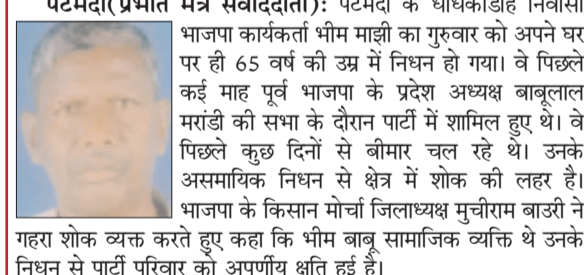 पटमदा(प्रभात मंत्र संवाददाता): पटमदा के धाधकीडीह निवासी
भाजपा कार्यकर्ता भीम माझी का गुरुवार को अपने घर
पर ही 65 वर्ष की उम्र में निधन हो गया। वे पिछले
कई माह पूर्व भाजपा के प्रदेश अध्यक्ष बाबूलाल
मरांडी की सभा के दौरान पार्टी में शामिल हुए थे। वे
पिछले कुछ दिनों से बीमार चल रहे थे। उनके
असमायिक निधन से क्षेत्र में शोक की लहर है।
भाजपा के किसान मोर्चा जिलाध्यक्ष मुचीराम बाउरी ने
गहरा शोक व्यक्त करते हुए कहा कि भीम बाबू सामाजिक व्यक्ति थे उनके
निधन से पार्टी परिवार को अपूर्णीय क्षति हुई है।